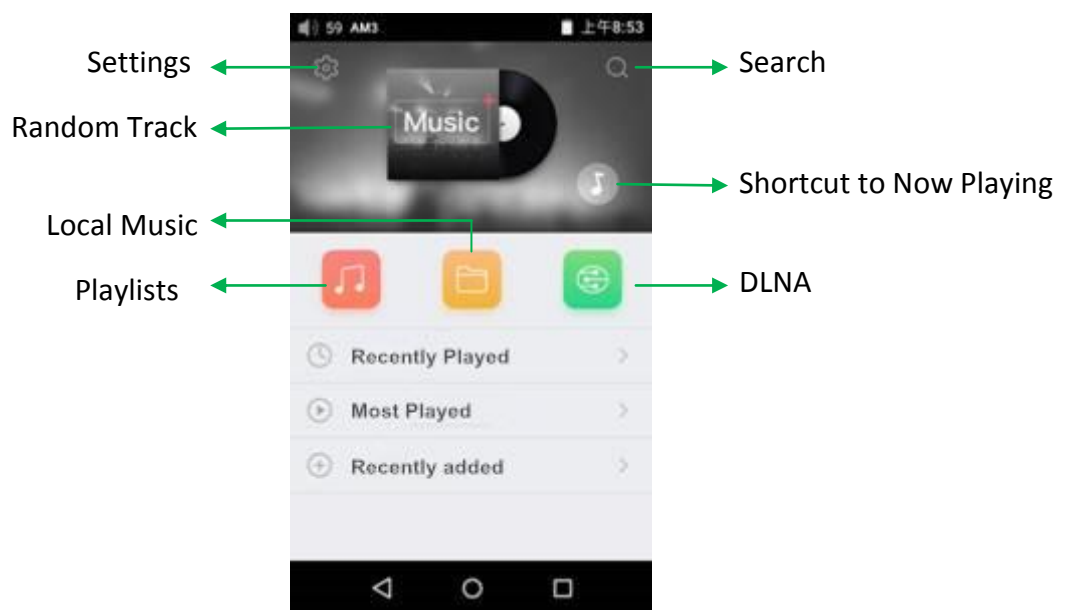 59 AM3 上午8:53
Settings
Search
Random Track
Music
Shortcut to Now Playing
Local Music
Playlists
DLNA
Recently Played
Most Played
Recently added